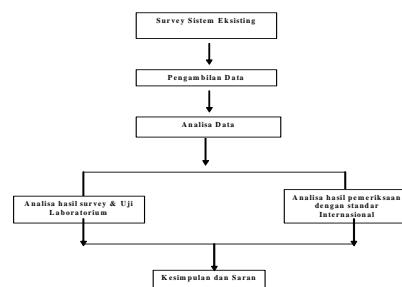 Survey Sistem Eksisting
Pengambilan Data
Analisa Data
Analisa hasil survey & Uji
Laboratorium
Analisa hasil pemeriksaan
dengan standar
Internasional
Kesimpulan dan Saran